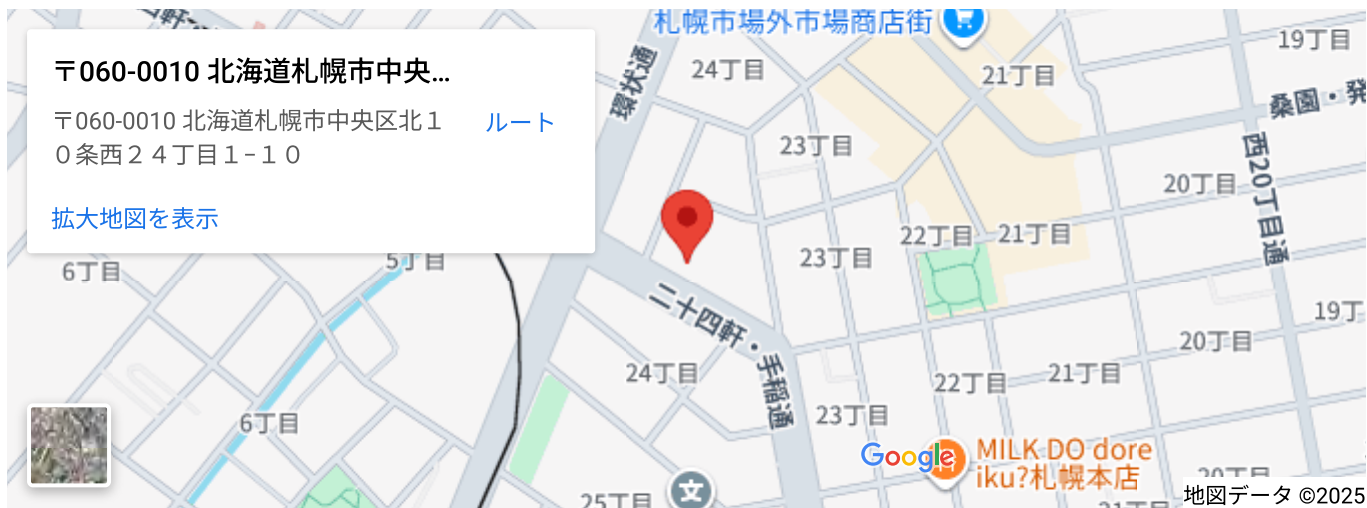 〒060-0010 北海道札幌市中央...
〒060-0010 北海道札幌市中央区北１
０条西２４丁目１−１０
ルート
拡大地図を表示
札幌市場外市場商店街
環状通
24丁目
21丁目
19丁目
桑園・発
23丁目
西20丁目通
20丁目
22丁目
21丁目
23丁目
6丁目
5丁目
二十四軒・手稲通
19丁
20丁目
24丁目
22丁目
21丁目
23丁目
6丁目
Google
MILK DO dore
iku?札幌本店
25丁目
文
20丁目
21丁目
地図データ ©2025